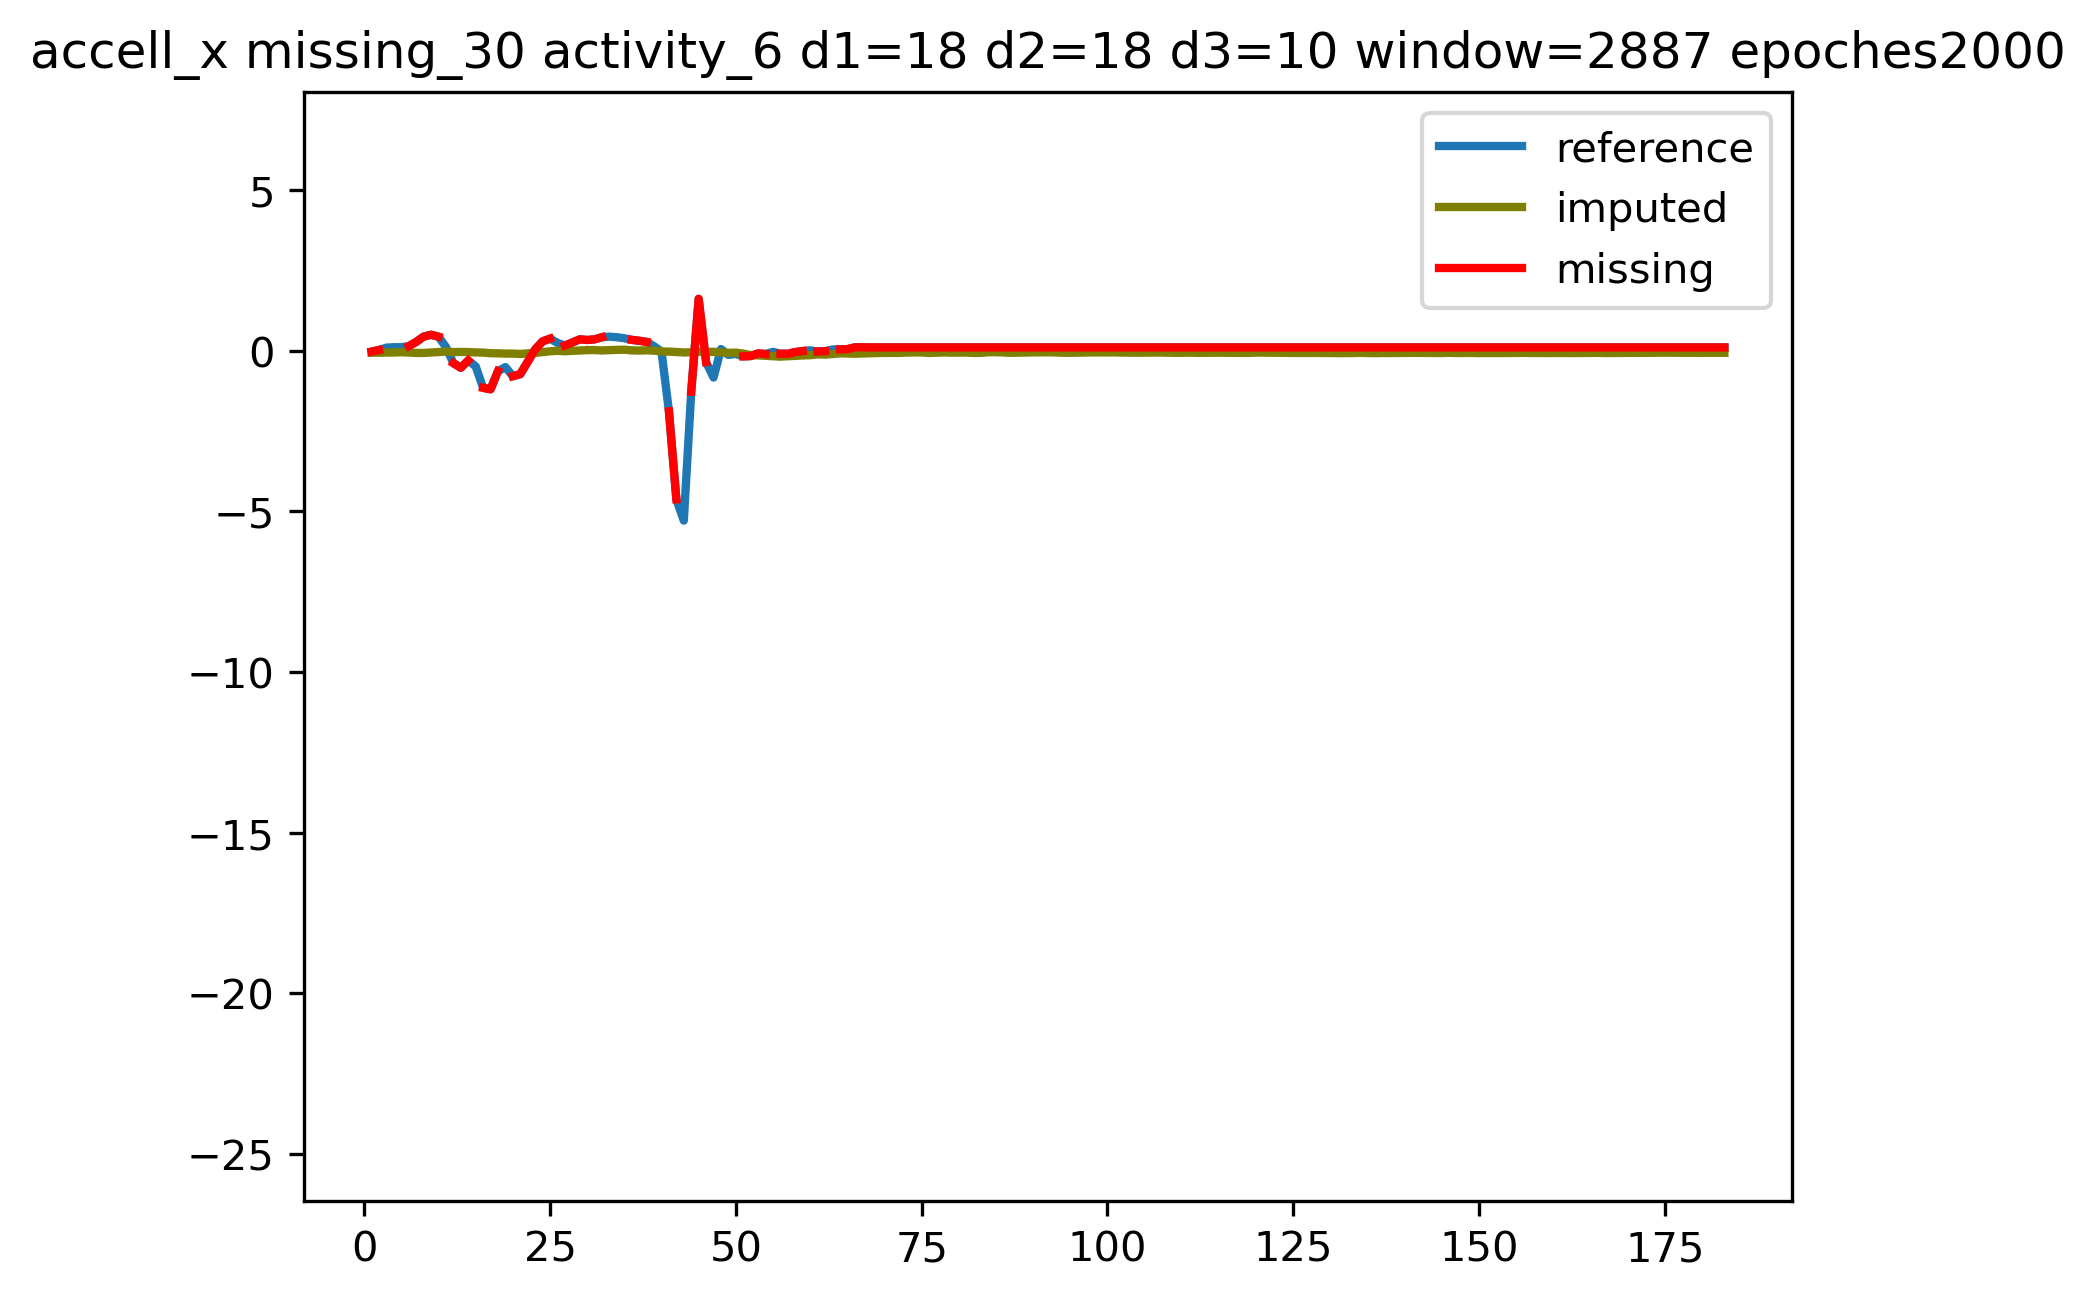 accell_x missing_30 activity_6 d1=18 d2=18 d3=10 window=2887 epoches2000
reference
imputed
missing
5
0
−5
−10
−15
−20
−25
0 25 50 75 100 125 150 175